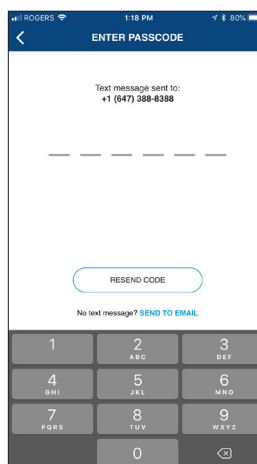 ROGERS 1:18 PM 80%
ENTER PASSCODE
Text message sent to:
+1 (647) 388-8388
RESEND CODE
No text message? SEND TO EMAIL
1 2 3
ABC DEF
4 5 6
GHI JKL MNO
7 8 9
PQRS TUV WXYZ
0